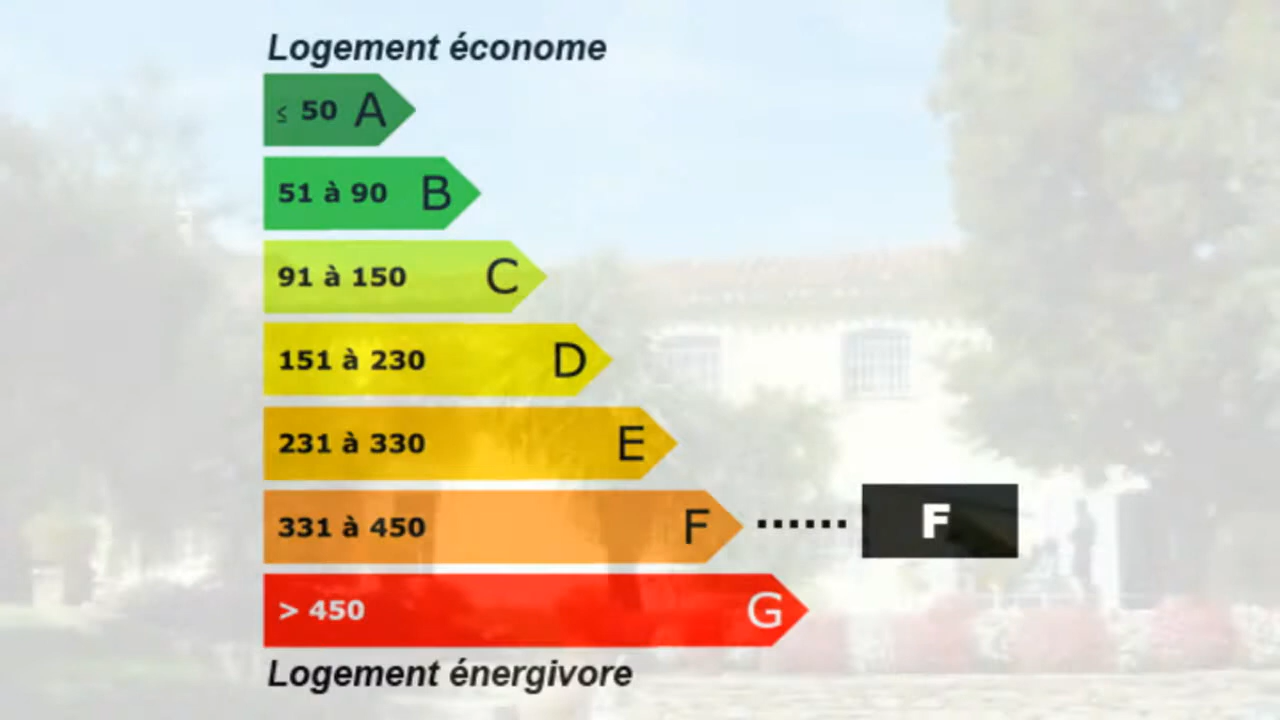 Logement économe
≤ 50 A
51 à 90 B
91 à 150 C
151 à 230 D
231 à 330 E
331 à 450 F
F
> 450 G
Logement énergivore